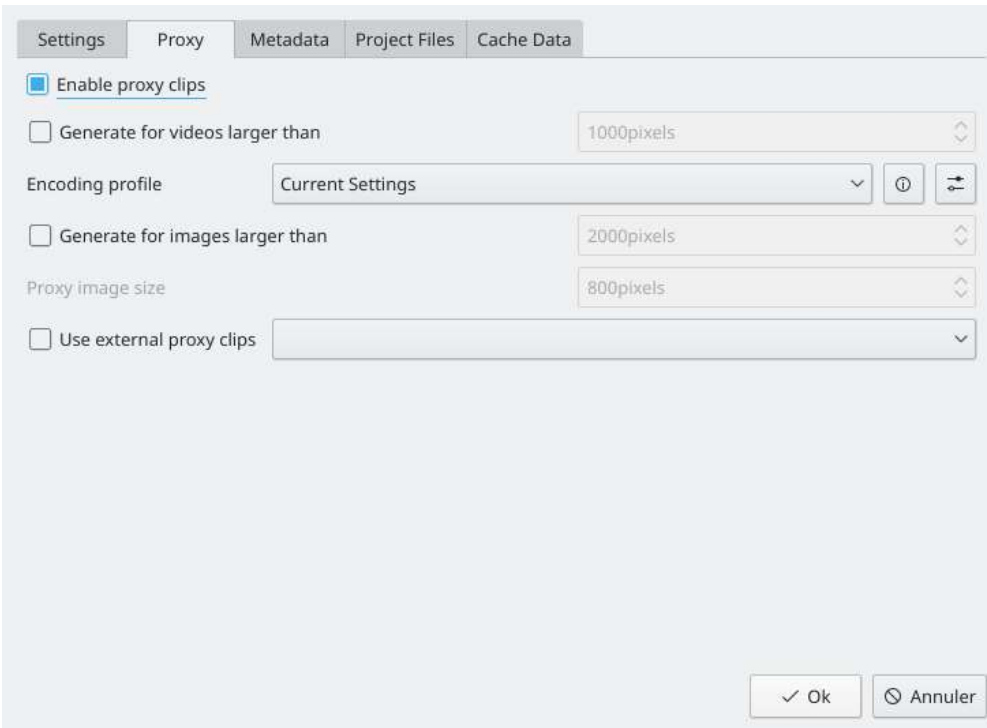 Settings Proxy Metadata Project Files Cache Data
Enable proxy clips
Generate for videos larger than 1000pixels
Encoding profile Current Settings
Generate for images larger than 2000pixels
Proxy image size 800pixels
Use external proxy clips
Ok Annuler